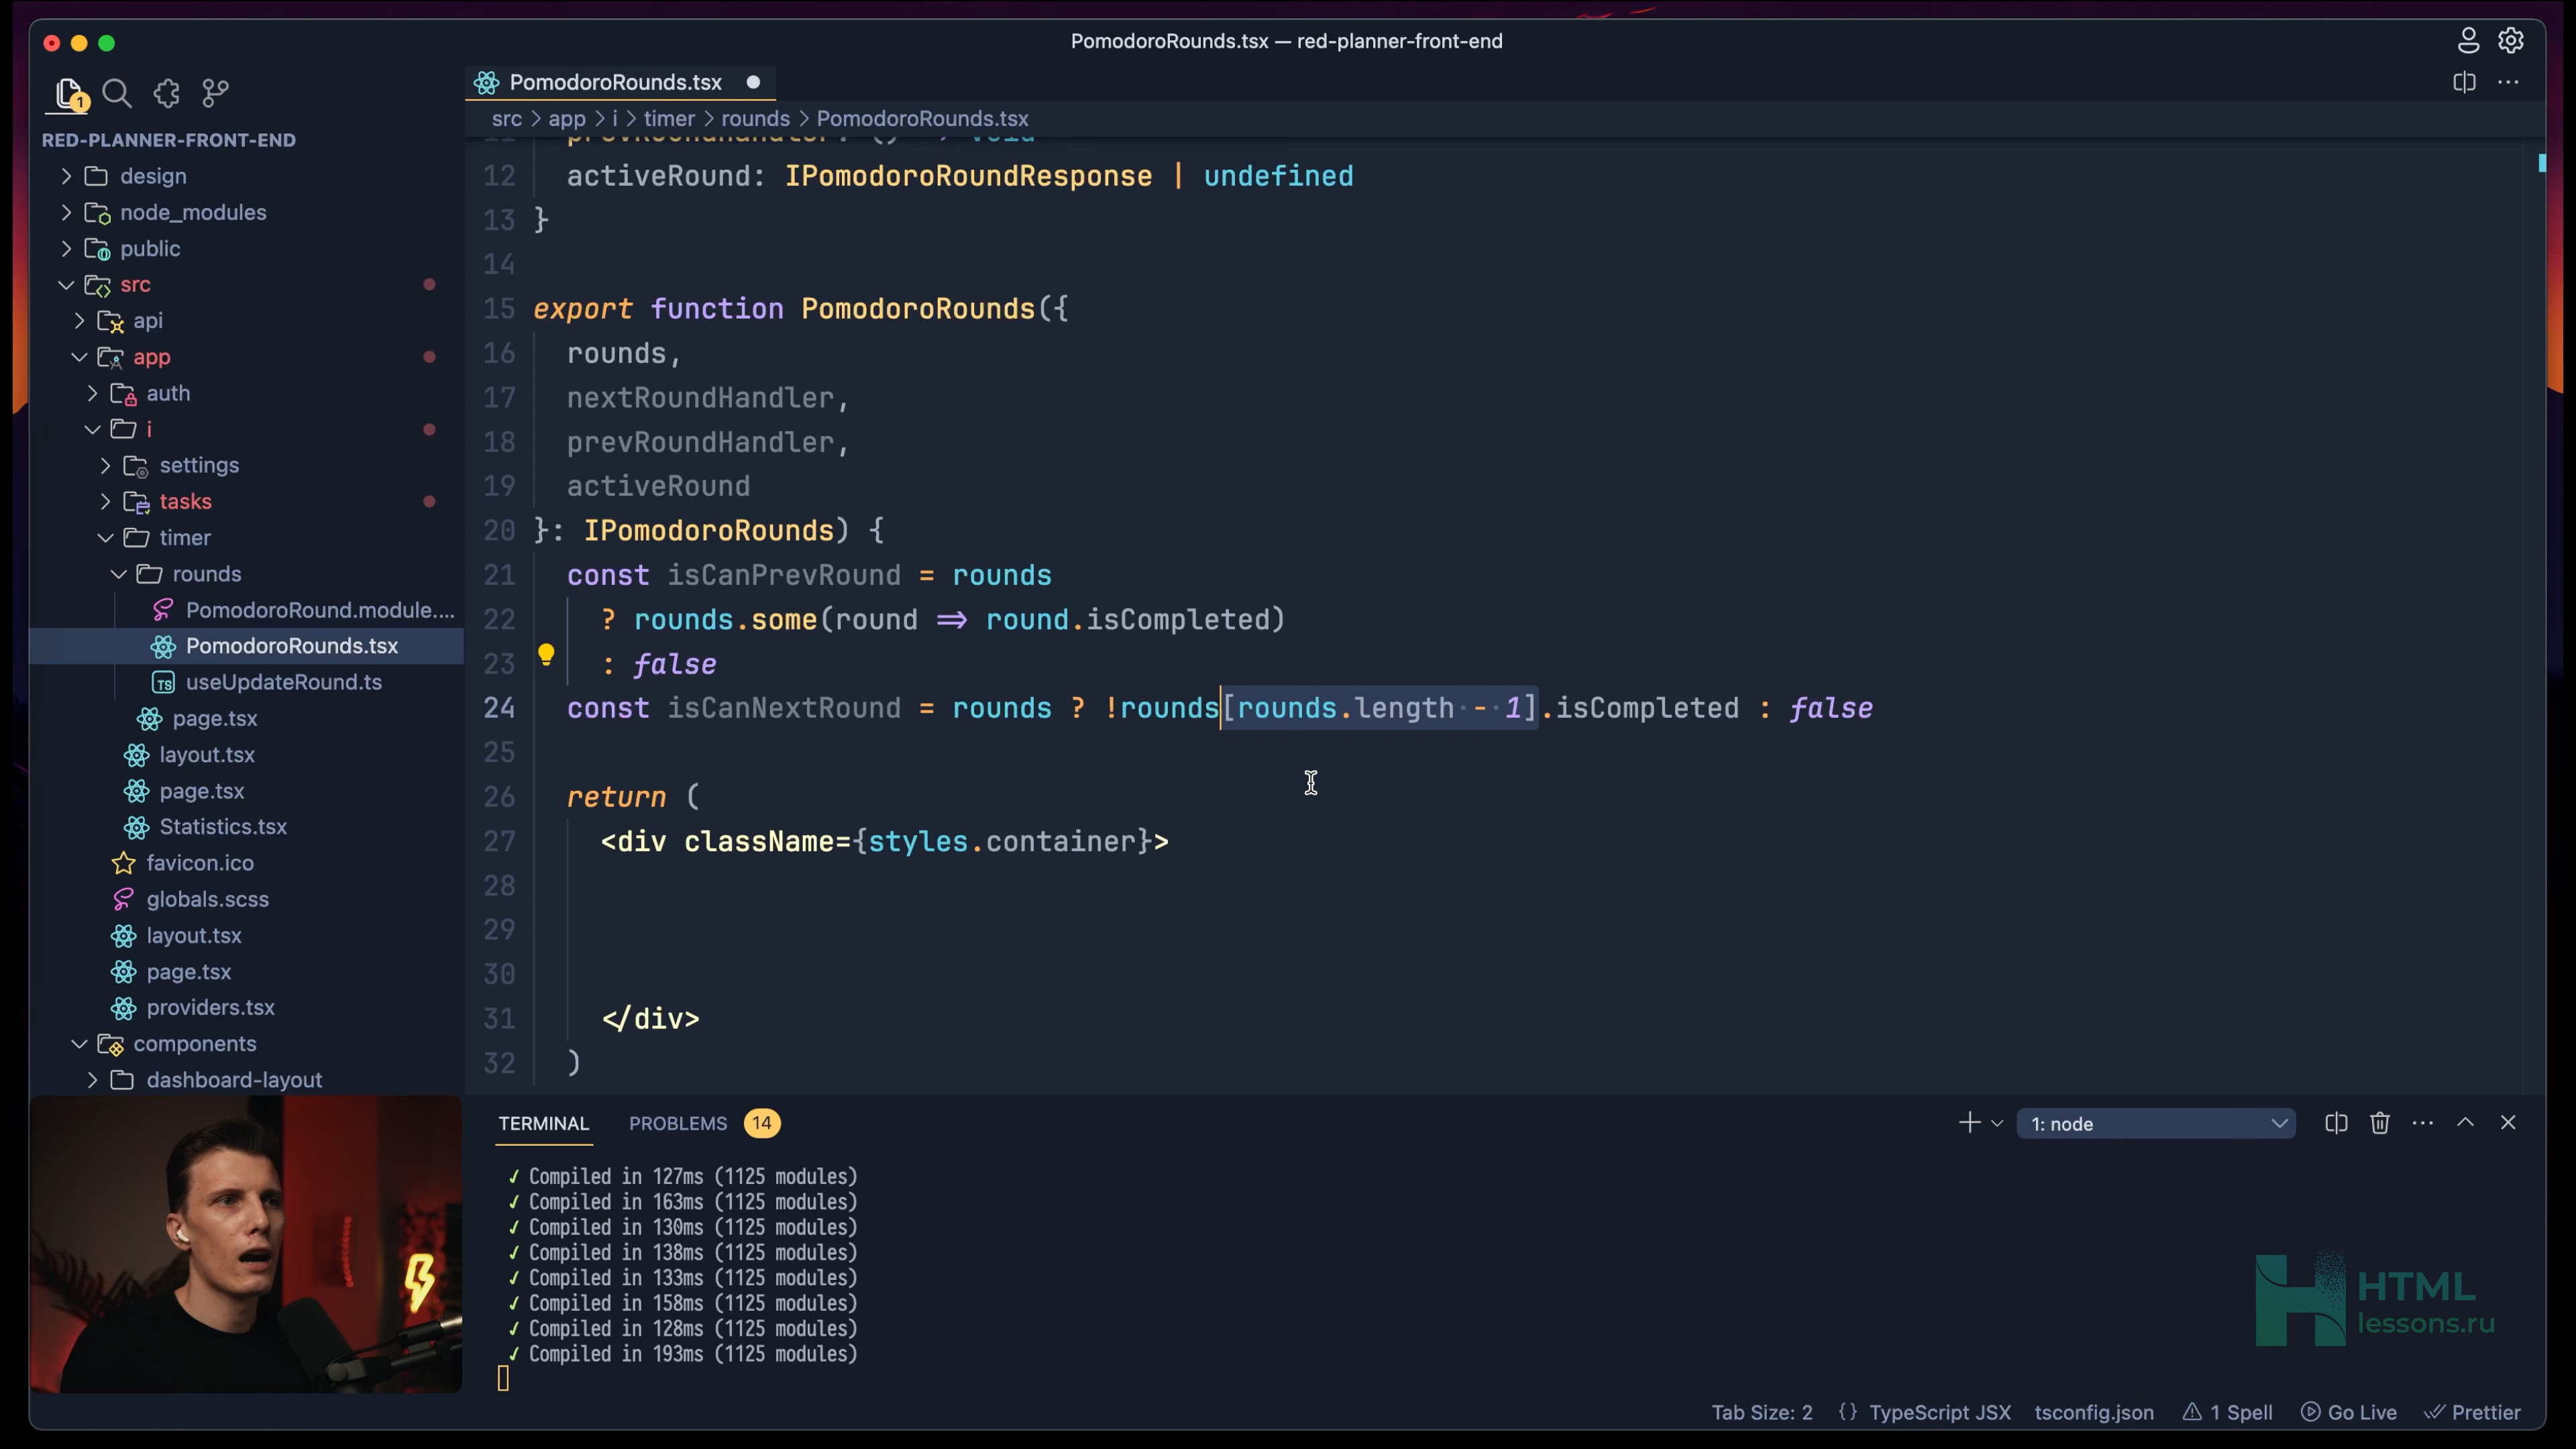 PomodoroRounds.tsx — red-planner-front-end
1
PomodoroRounds.tsx
src > app > i > timer > rounds > PomodoroRounds.tsx
RED-PLANNER-FRONT-END
design
node_modules
public
src
api
app
auth
i
settings
tasks
timer
rounds
PomodoroRound.module....
PomodoroRounds.tsx
TS useUpdateRound.ts
page.tsx
layout.tsx
page.tsx
Statistics.tsx
favicon.ico
globals.scss
layout.tsx
page.tsx
providers.tsx
components
dashboard-layout
11 prevRoundHandler: () => void
12 activeRound: IPomodoroRoundResponse | undefined
13 }
14
15 export function PomodoroRounds({
16 rounds,
17 nextRoundHandler,
18 prevRoundHandler,
19 activeRound
20 }: IPomodoroRounds) {
21 const isCanPrevRound = rounds
22 ? rounds.some(round => round.isCompleted)
23 : false
24 const isCanNextRound = rounds ? !rounds[rounds.length - 1].isCompleted : false
25
26 return (
27 <div className={styles.container}>
28
29
30
31 </div>
32 )
TERMINAL PROBLEMS 14
1: node
✓ Compiled in 127ms (1125 modules)
✓ Compiled in 163ms (1125 modules)
✓ Compiled in 130ms (1125 modules)
✓ Compiled in 138ms (1125 modules)
✓ Compiled in 133ms (1125 modules)
✓ Compiled in 158ms (1125 modules)
✓ Compiled in 128ms (1125 modules)
✓ Compiled in 193ms (1125 modules)
HTML
lessons.ru
Tab Size: 2 {} TypeScript JSX tsconfig.json 1 Spell Go Live Prettier